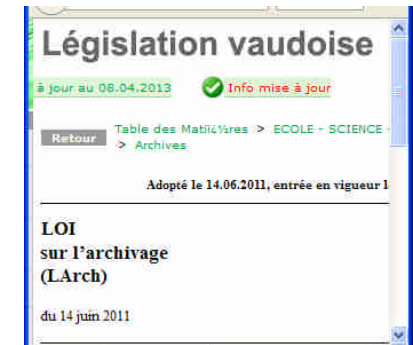 Législation vaudoise
à jour au 08.04.2013 Info mise à jour
Retour Table des Matiï¿½res > ECOLE - SCIENCE -
> Archives
Adopté le 14.06.2011, entrée en vigueur l
LOI
sur l'archivage
(LArch)
du 14 juin 2011